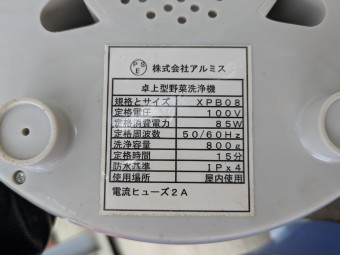 PSE 株式会社アルミス
卓上型野菜洗浄機
規格とサイズ XPB08
定格電圧 100V
定格消費電力 85W
定格周波数 50/60Hz
洗浄容量 800g
定格時間 15分
防水基準 IPx4
使用場所 屋内使用
電流ヒューズ2A